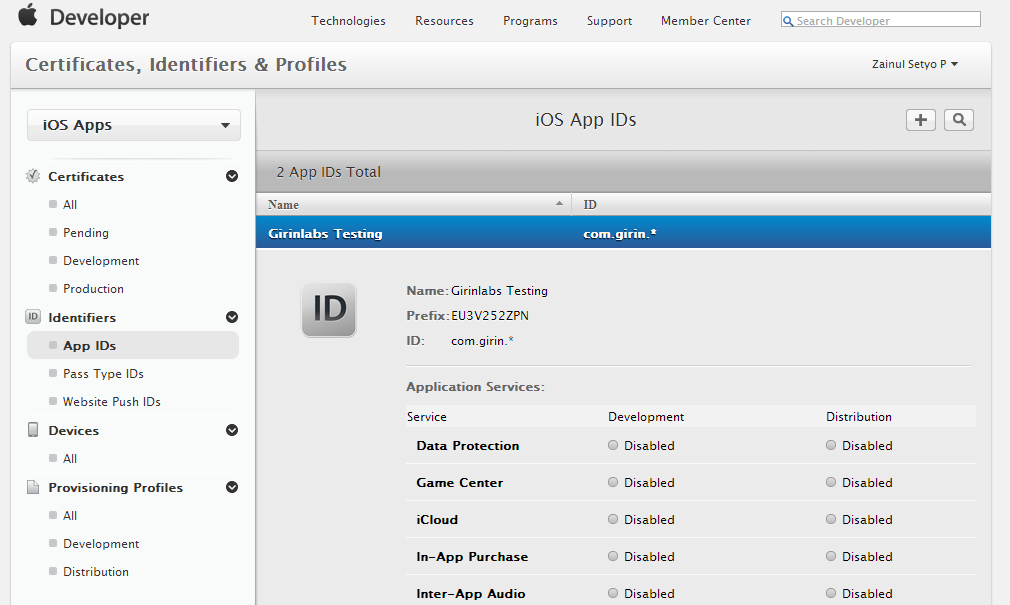 Developer
Technologies Resources Programs Support Member Center Search Developer
Certificates, Identifiers & Profiles
Zainul Setyo P
iOS Apps
Certificates
All
Pending
Development
Production
ID Identifiers
App IDs
Pass Type IDs
Website Push IDs
Devices
All
Provisioning Profiles
All
Development
Distribution
iOS App IDs
2 App IDs Total
Name ID
Girinlabs Testing com.girin.*
ID
Name: Girinlabs Testing
Prefix: EU3V252ZPN
ID: com.girin.*
Application Services:
Service Development Distribution
Data Protection Disabled Disabled
Game Center Disabled Disabled
iCloud Disabled Disabled
In-App Purchase Disabled Disabled
Inter-App Audio Disabled Disabled